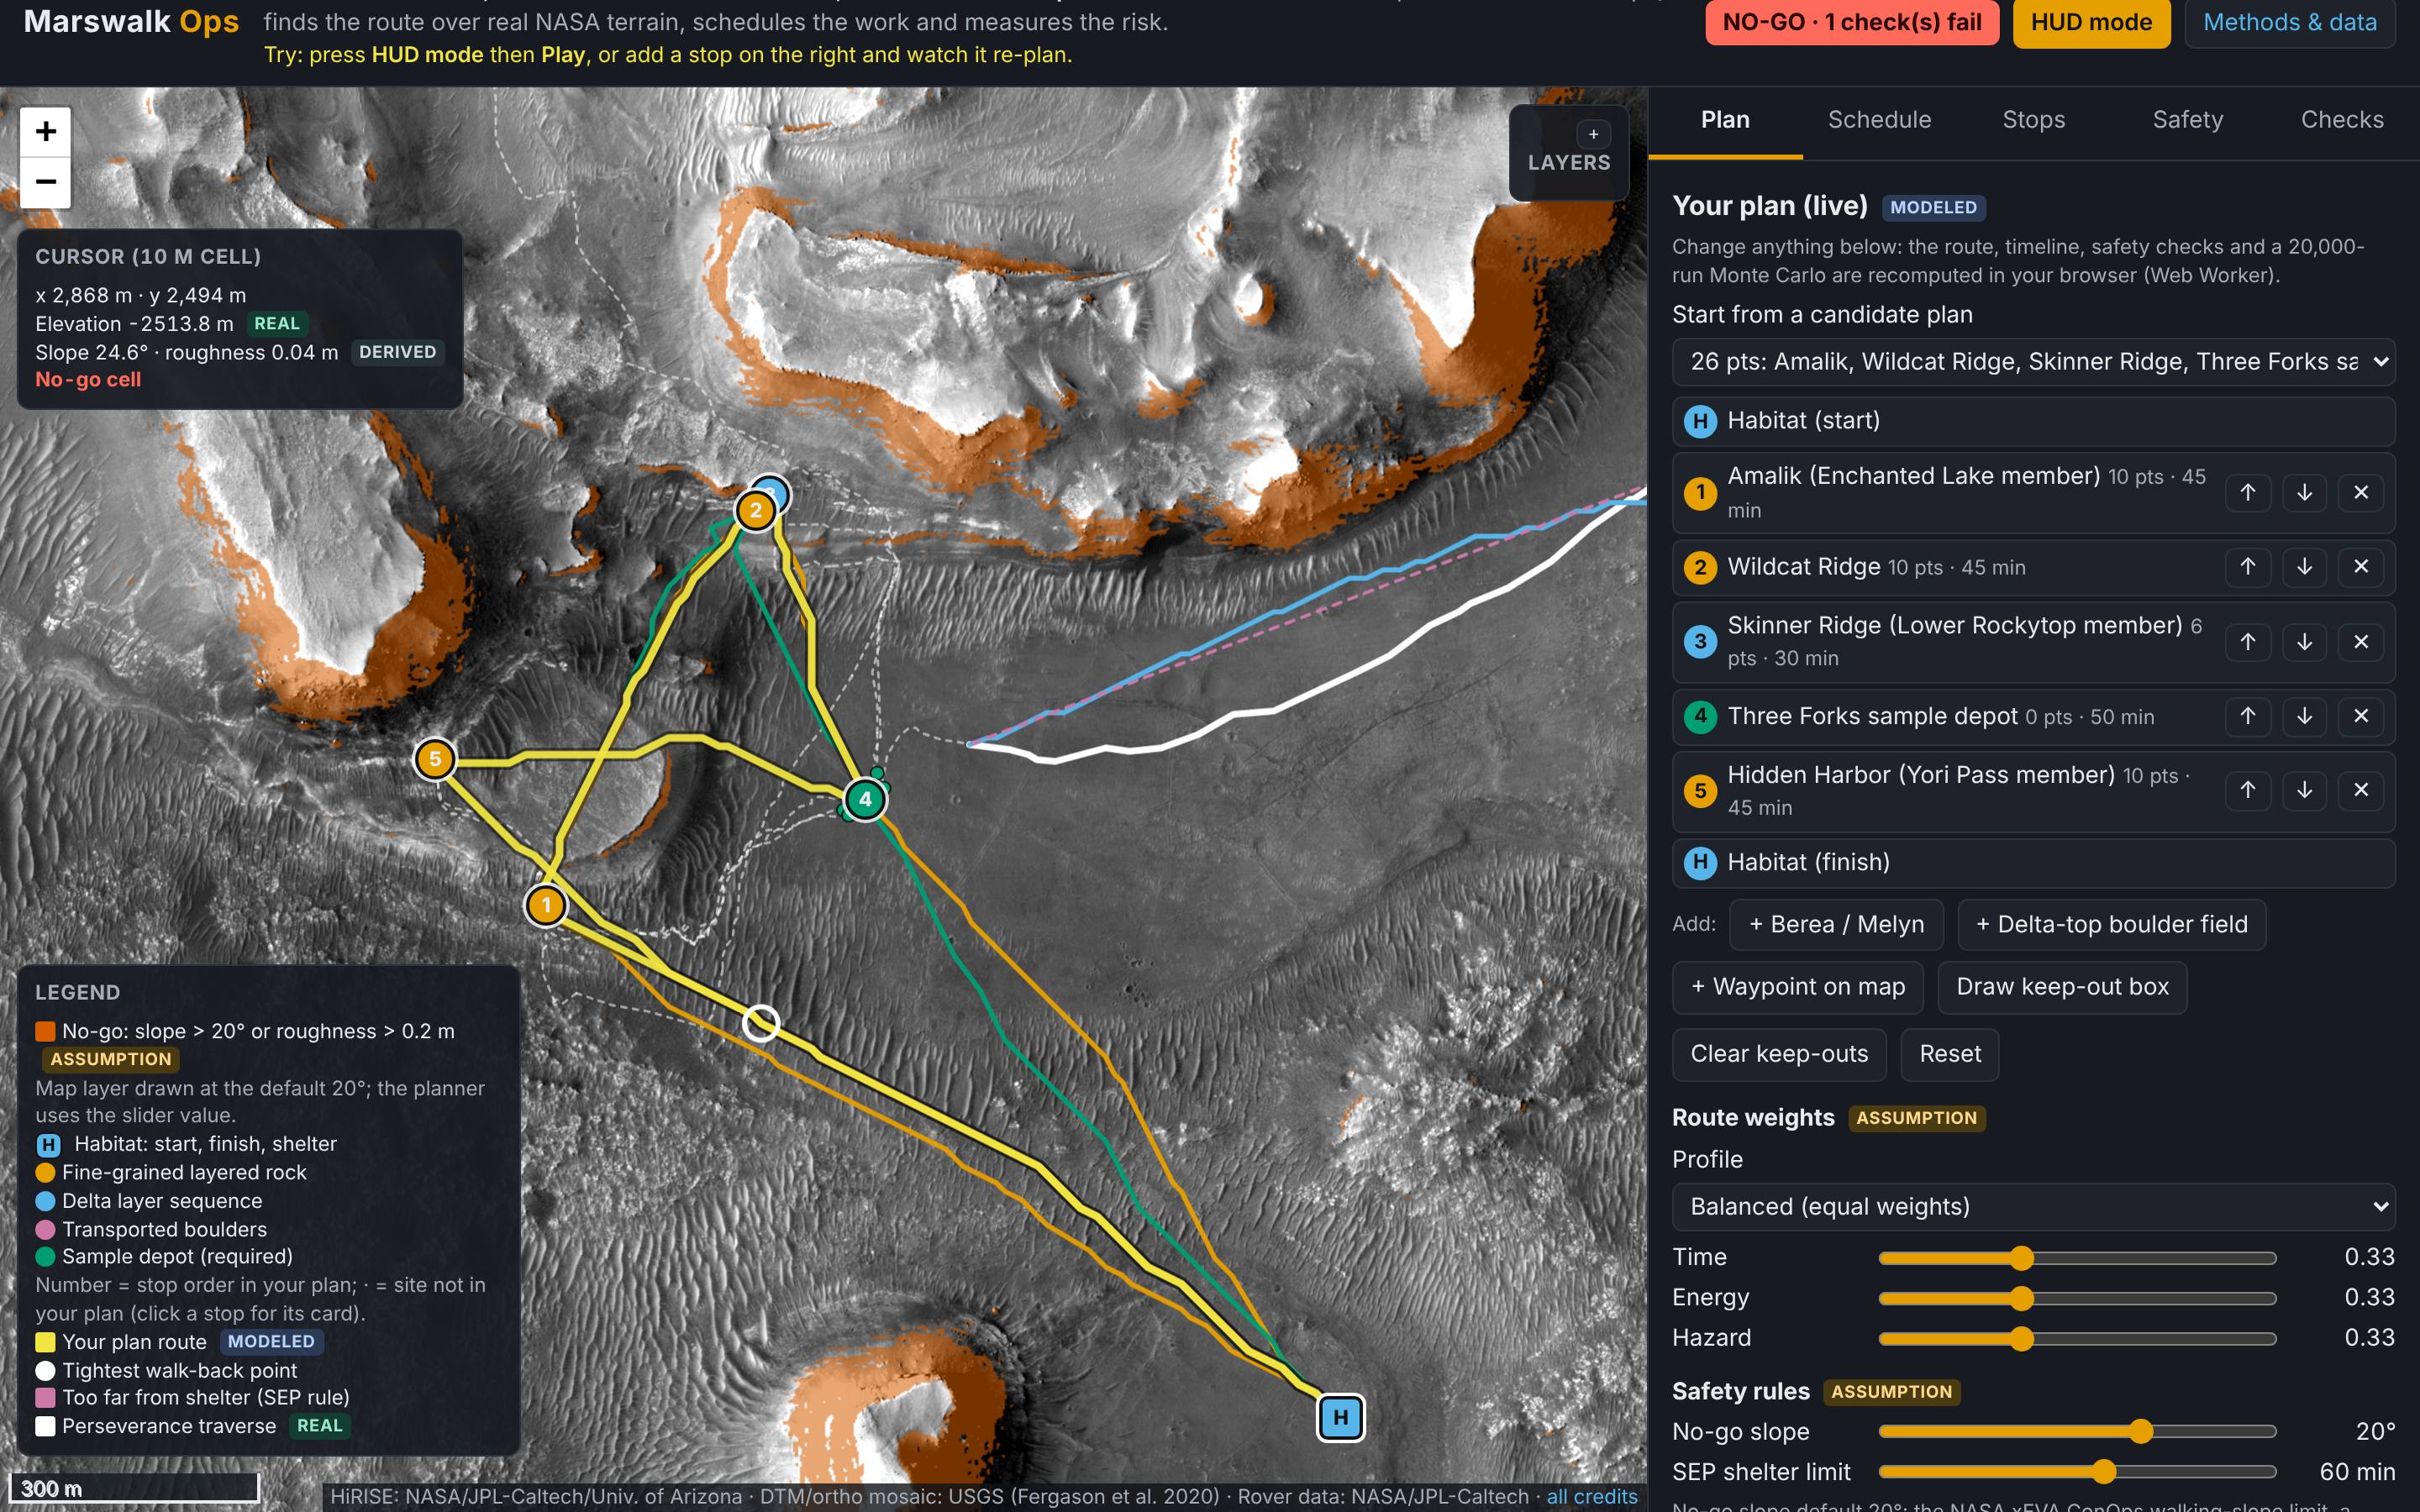 Marswalk Ops
finds the route over real NASA terrain, schedules the work and measures the risk.
Try: press HUD mode then Play, or add a stop on the right and watch it re-plan.
NO-GO · 1 check(s) fail
HUD mode
Methods & data
+
−
CURSOR (10 M CELL)
x 2,868 m · y 2,494 m
Elevation -2513.8 m REAL
Slope 24.6° · roughness 0.04 m DERIVED
No-go cell
+
LAYERS
2
5
4
1
H
LEGEND
No-go: slope > 20° or roughness > 0.2 m
ASSUMPTION
Map layer drawn at the default 20°; the planner
uses the slider value.
H Habitat: start, finish, shelter
Fine-grained layered rock
Delta layer sequence
Transported boulders
Sample depot (required)
Number = stop order in your plan; · = site not in
your plan (click a stop for its card).
Your plan route MODELED
Tightest walk-back point
Too far from shelter (SEP rule)
Perseverance traverse REAL
300 m
HiRISE: NASA/JPL-Caltech/Univ. of Arizona · DTM/ortho mosaic: USGS (Fergason et al. 2020) · Rover data: NASA/JPL-Caltech · all credits
Plan Schedule Stops Safety Checks
Your plan (live) MODELED
Change anything below: the route, timeline, safety checks and a 20,000-
run Monte Carlo are recomputed in your browser (Web Worker).
Start from a candidate plan
26 pts: Amalik, Wildcat Ridge, Skinner Ridge, Three Forks sa
H Habitat (start)
1 Amalik (Enchanted Lake member) 10 pts · 45
min
↑ ↓ ✕
2 Wildcat Ridge 10 pts · 45 min ↑ ↓ ✕
3 Skinner Ridge (Lower Rockytop member) 6
pts · 30 min
↑ ↓ ✕
4 Three Forks sample depot 0 pts · 50 min ↑ ↓ ✕
5 Hidden Harbor (Yori Pass member) 10 pts ·
45 min
↑ ↓ ✕
H Habitat (finish)
Add: + Berea / Melyn + Delta-top boulder field
+ Waypoint on map Draw keep-out box
Clear keep-outs Reset
Route weights ASSUMPTION
Profile
Balanced (equal weights)
Time 0.33
Energy 0.33
Hazard 0.33
Safety rules ASSUMPTION
No-go slope 20°
SEP shelter limit 60 min
No-go slope default 20°: the NASA xEVA ConOps walking-slope limit, a